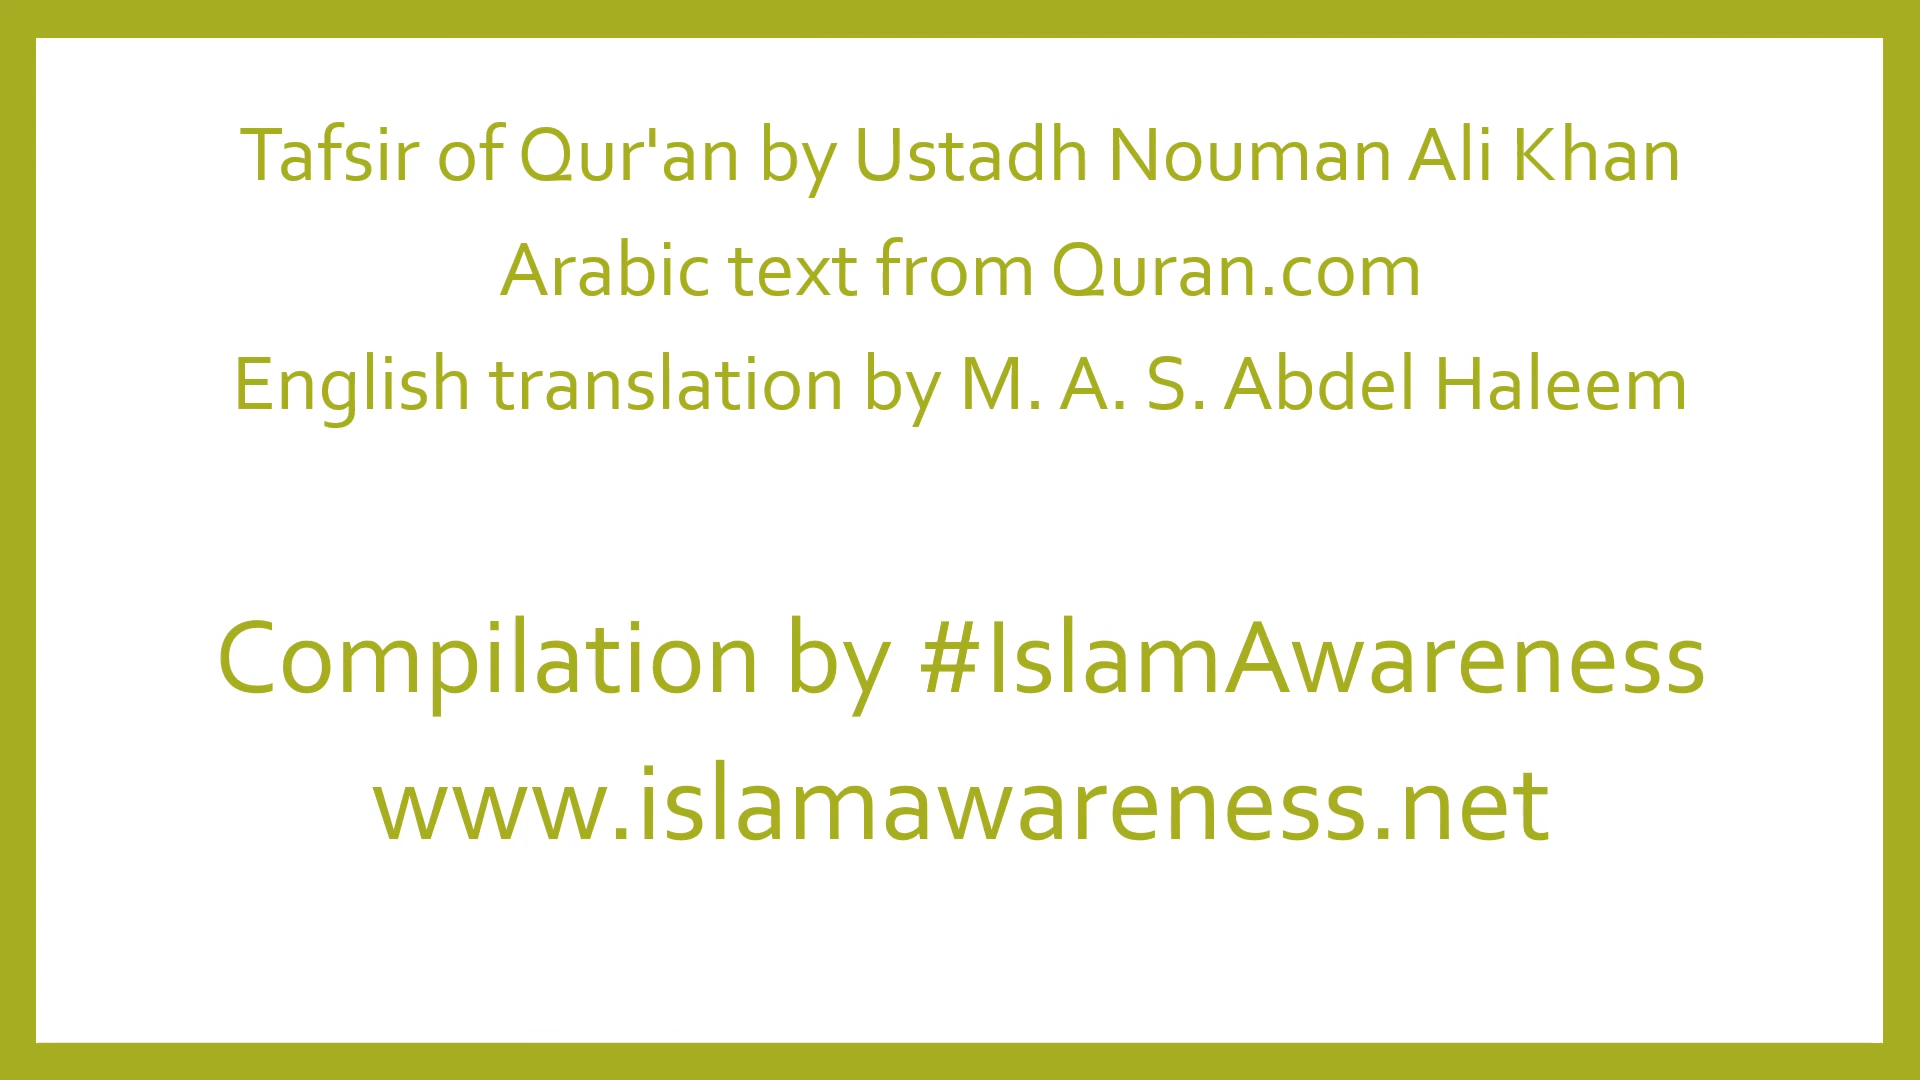 Tafsir of Qur'an by Ustadh Nouman Ali Khan
Arabic text from Quran.com
English translation by M. A. S. Abdel Haleem
Compilation by #IslamAwareness
www.islamawareness.net